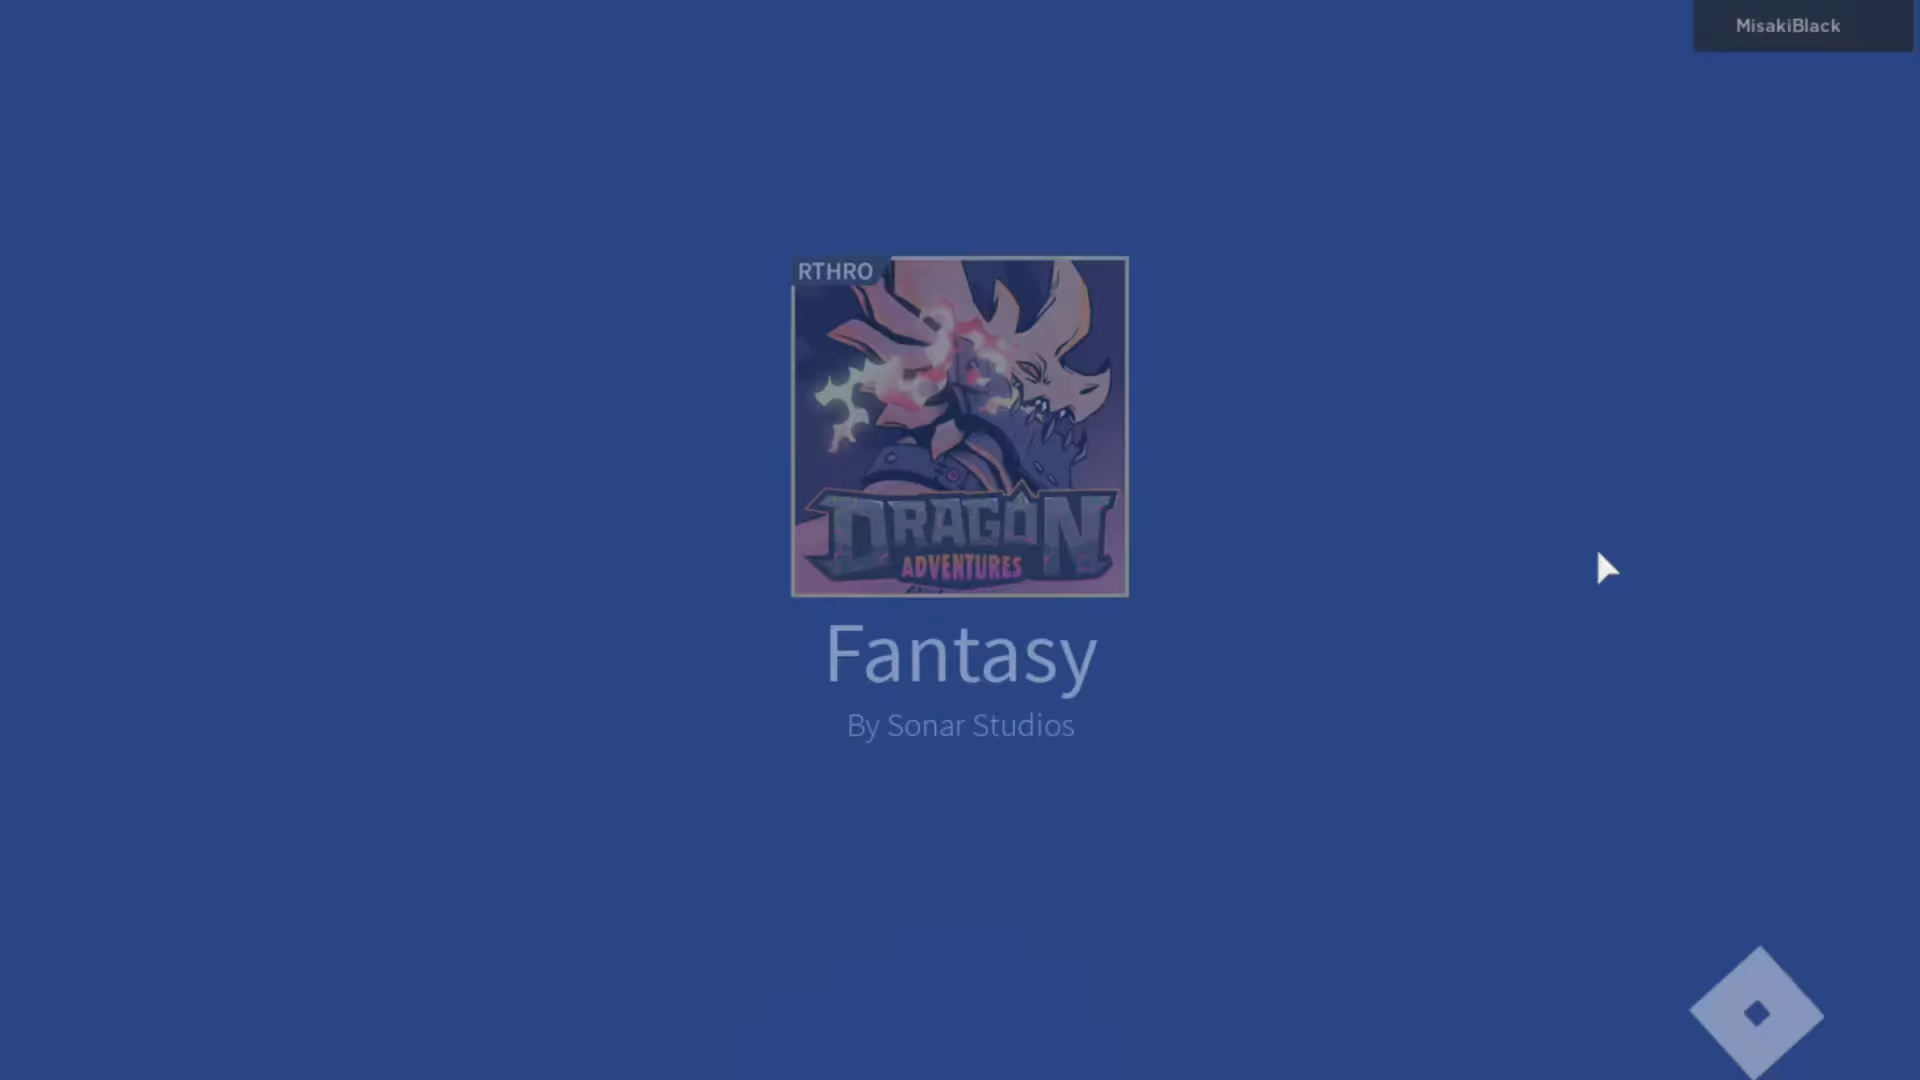 MisakiBlack
RTHRO
DRAGON
ADVENTURES
Fantasy
By Sonar Studios